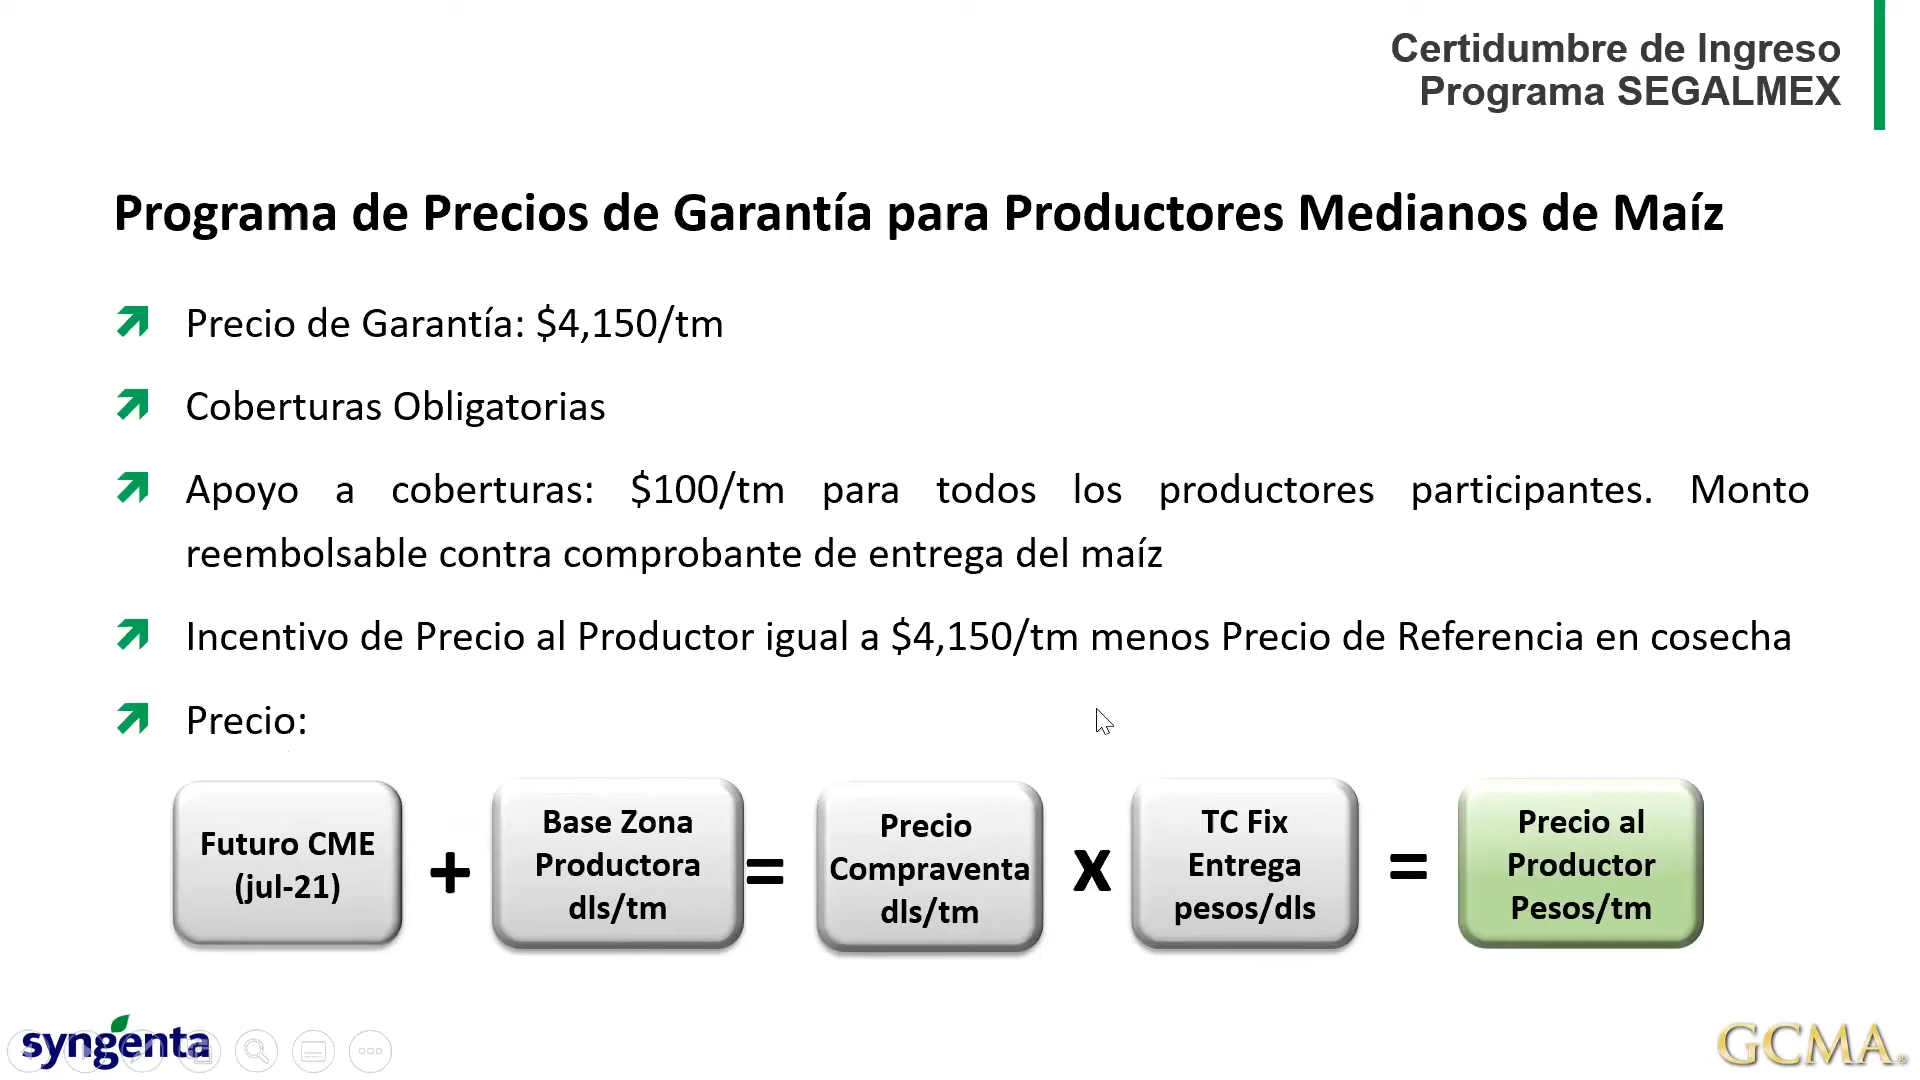 Certidumbre de Ingreso
Programa SEGALMEX
Programa de Precios de Garantía para Productores Medianos de Maíz
Precio de Garantía: $4,150/tm
Coberturas Obligatorias
Apoyo a coberturas: $100/tm para todos los productores participantes. Monto
reembolsable contra comprobante de entrega del maíz
Incentivo de Precio al Productor igual a $4,150/tm menos Precio de Referencia en cosecha
Precio:
Futuro CME
(jul-21)
+
Base Zona
Productora
dls/tm
=
Precio
Compraventa
dls/tm
x
TC Fix
Entrega
pesos/dls
=
Precio al
Productor
Pesos/tm
syngenta
GCMA®